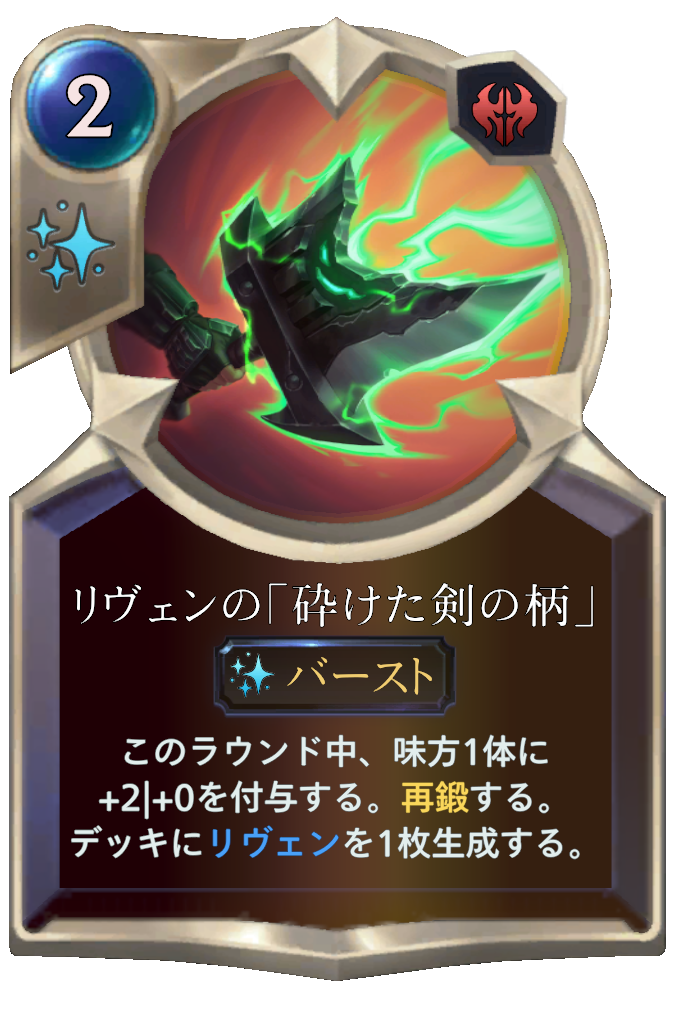 2
リヴェンの「砕けた剣の柄」
バースト
このラウンド中、味方1体に
+2|+0を付与する。再鍛する。
デッキにリヴェンを1枚生成する。